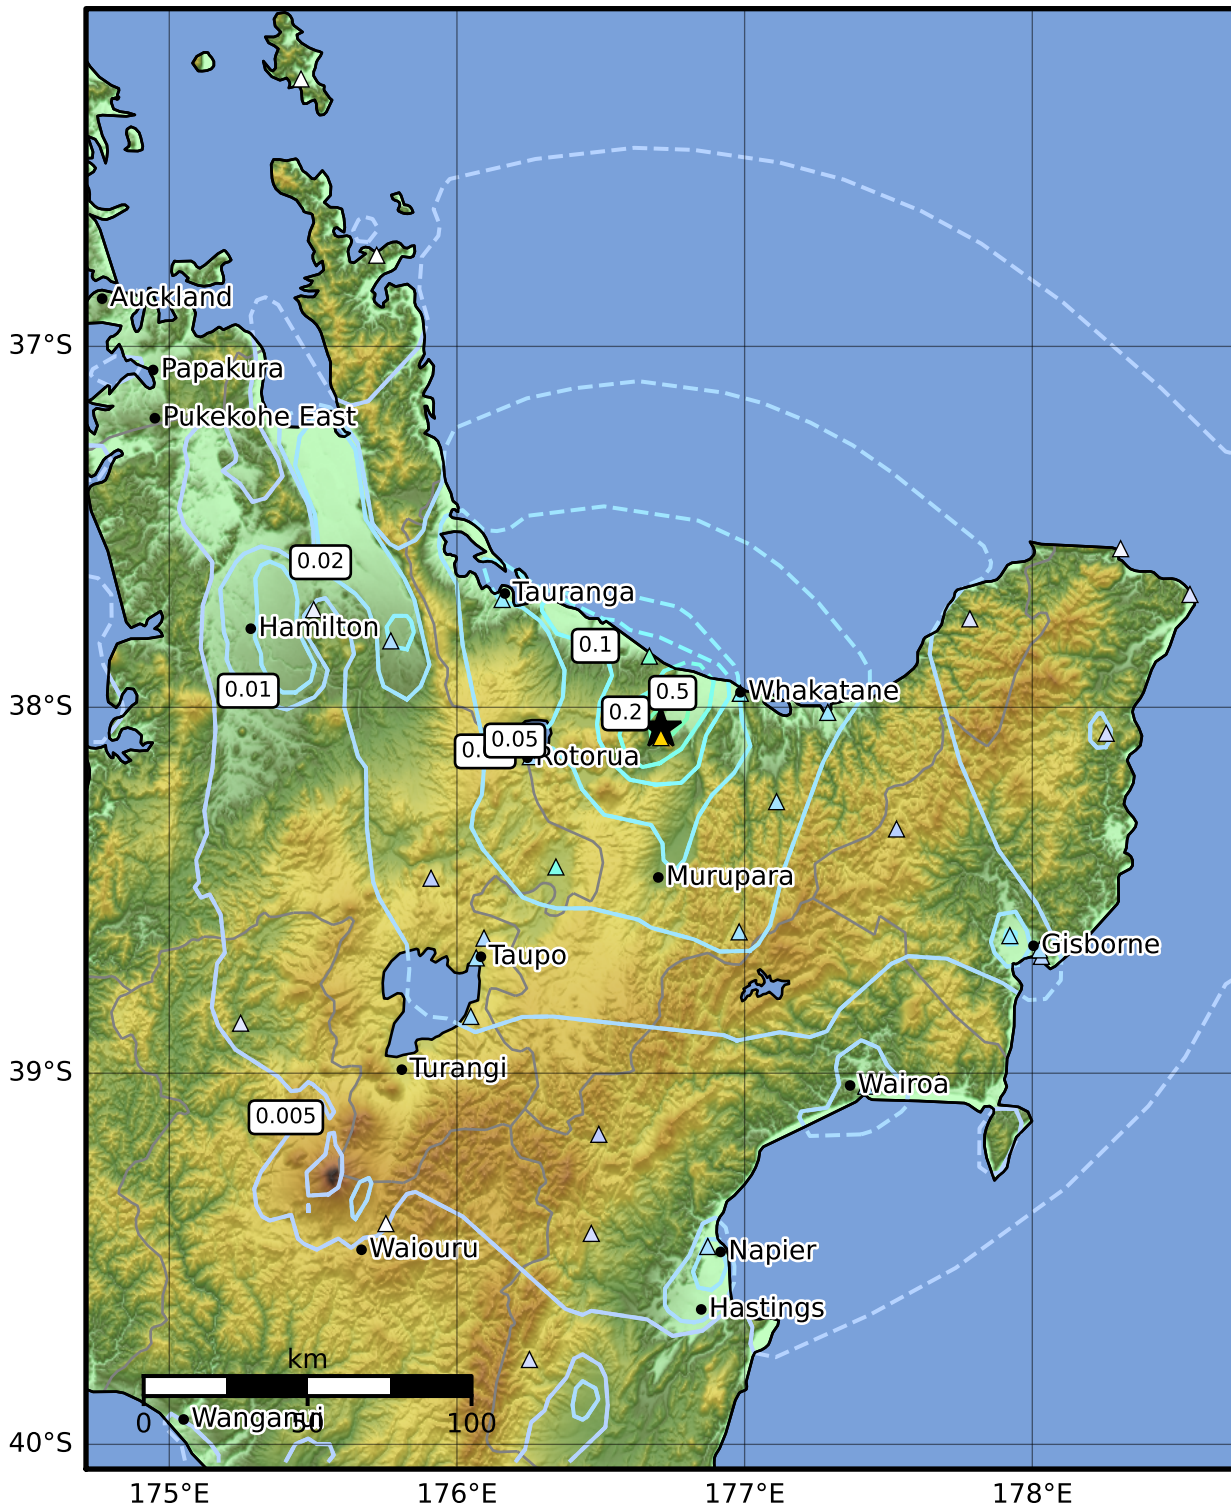 Auckland
37°S
Papakura
Pukekohe East
0.02
Tauranga
Hamilton
0.1
0.01
0.5
Whakatane
0.2
0.05
Rotorua
38°S
Murupara
Gisborne
Taupo
Turangi
39°S
Wairoa
0.005
Waiouru
Napier
Hastings
km
0 50 100
Wanganui
40°S
175°E 176°E 177°E 178°E